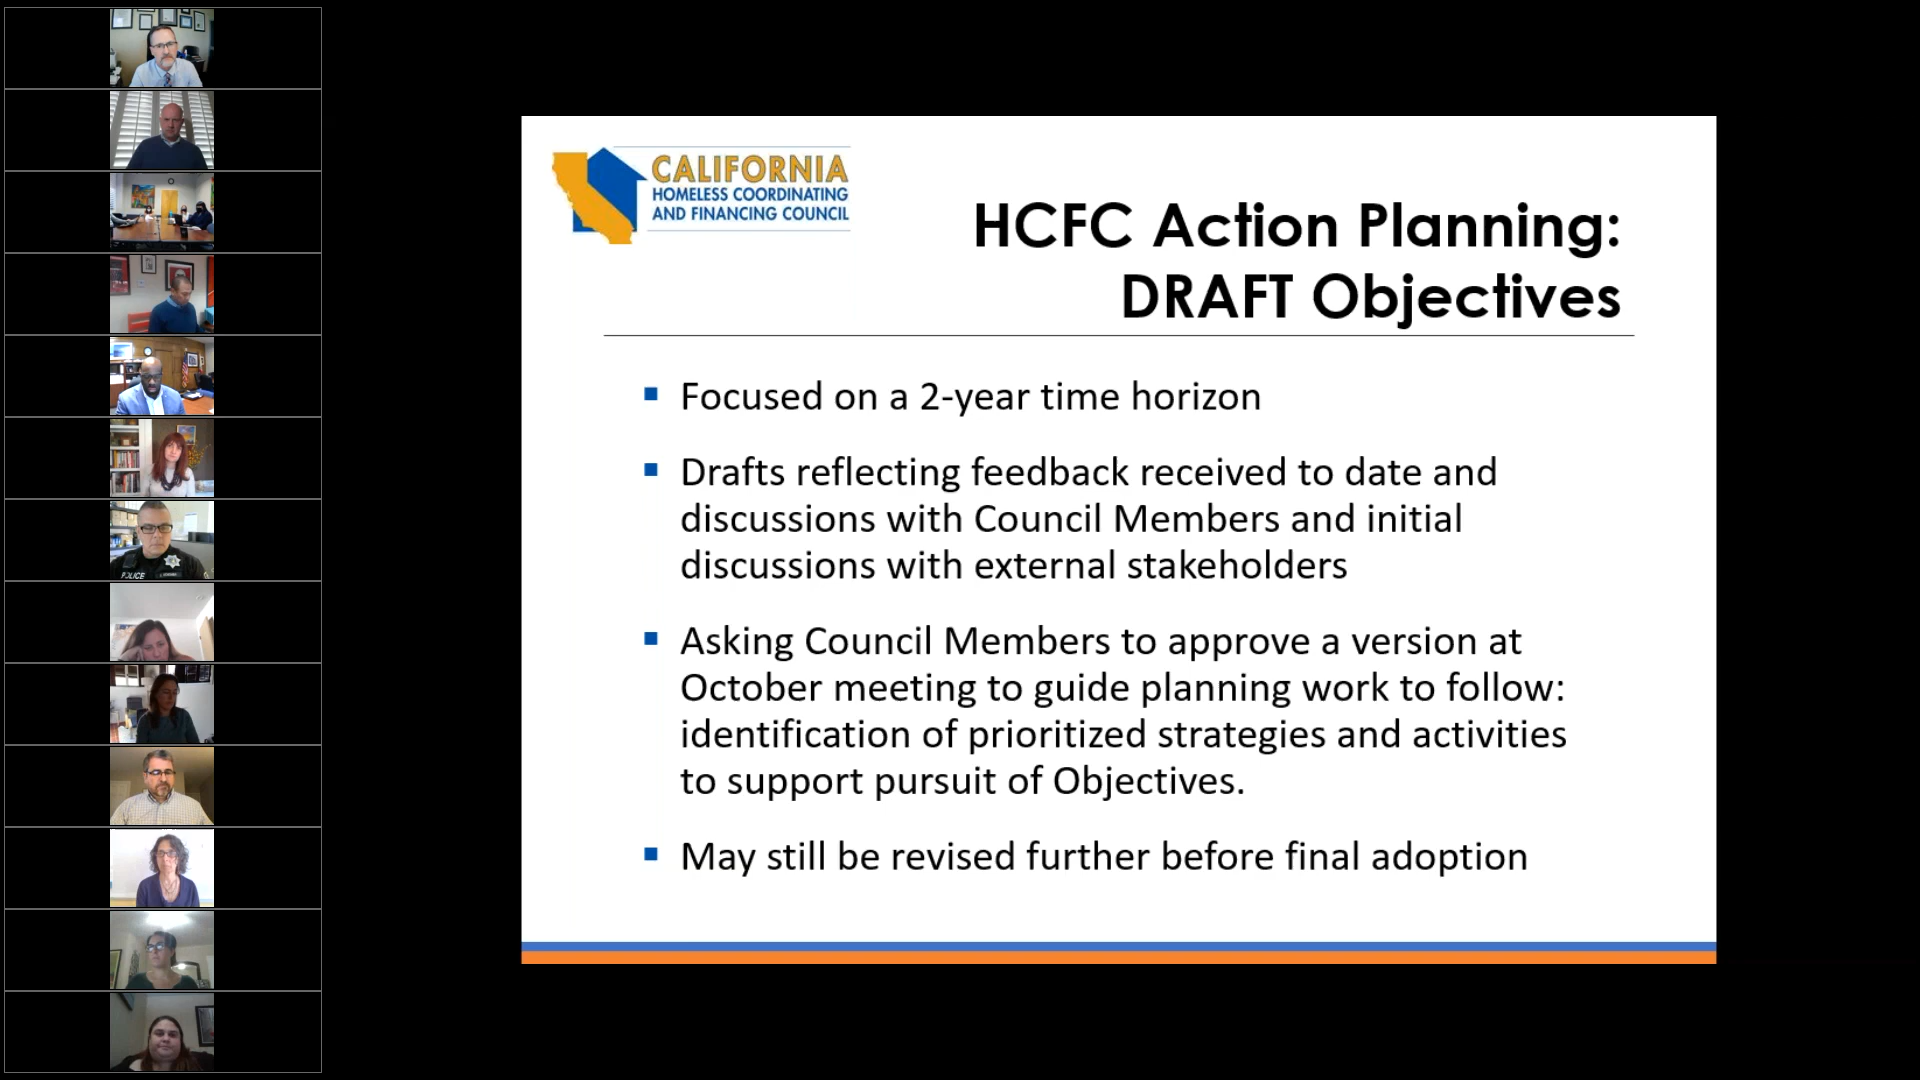 CALIFORNIA
HOMELESS COORDINATING
AND FINANCING COUNCIL
HCFC Action Planning:
DRAFT Objectives
Focused on a 2-year time horizon
Drafts reflecting feedback received to date and
discussions with Council Members and initial
discussions with external stakeholders
Asking Council Members to approve a version at
October meeting to guide planning work to follow:
identification of prioritized strategies and activities
to support pursuit of Objectives.
May still be revised further before final adoption
POLICE